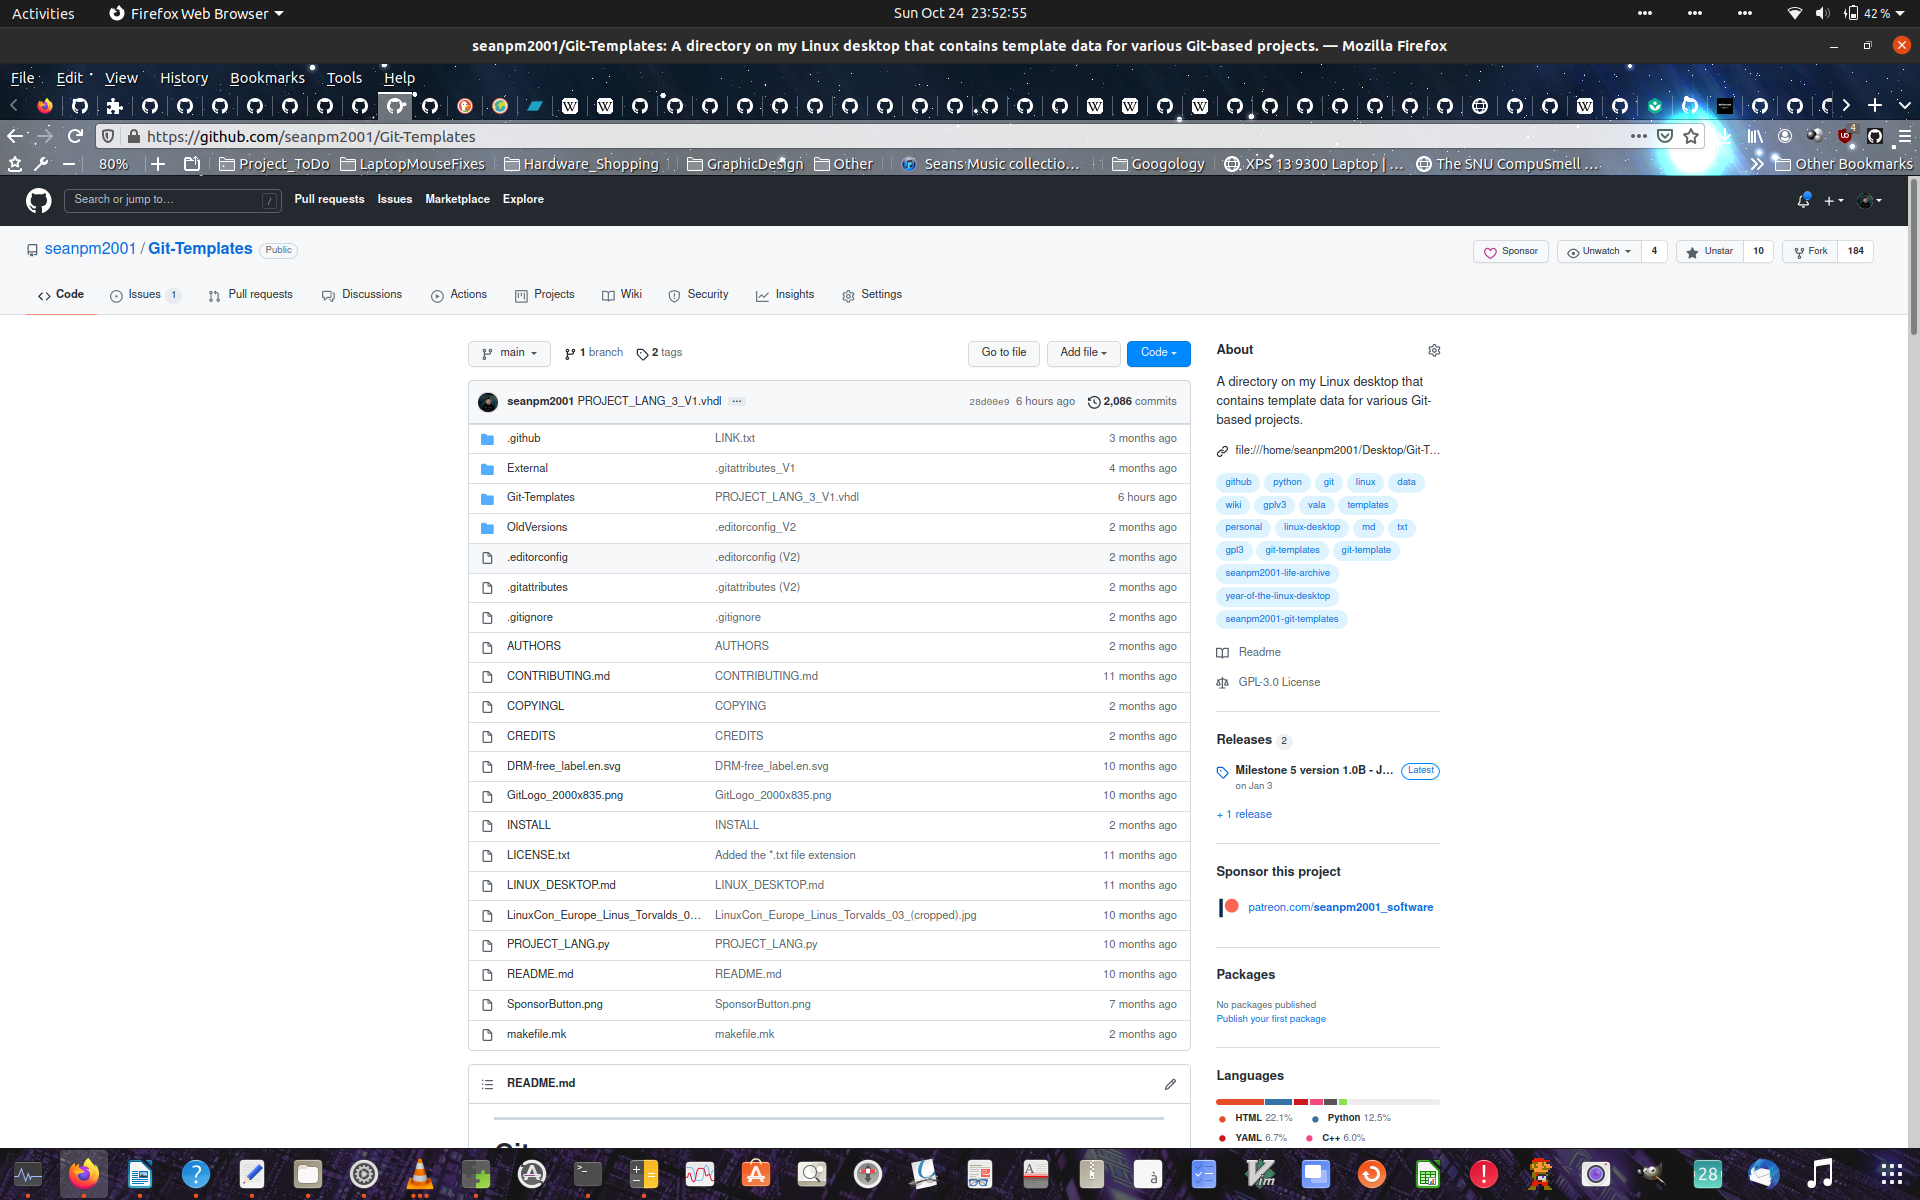 Activities Firefox Web Browser Sun Oct 24 23:52:55 42 %
seanpm2001/Git-Templates: A directory on my Linux desktop that contains template data for various Git-based projects. — Mozilla Firefox
File Edit View History Bookmarks Tools Help
https://github.com/seanpm2001/Git-Templates
80% Project_ToDo LaptopMouseFixes Hardware_Shopping GraphicDesign Other Seans Music collectio… Googology XPS 13 9300 Laptop | … The SNU CompuSmell … Other Bookmarks
Search or jump to… / Pull requests Issues Marketplace Explore
seanpm2001 / Git-Templates Public Sponsor Unwatch 4 Unstar 10 Fork 184
Code Issues 1 Pull requests Discussions Actions Projects Wiki Security Insights Settings
main 1 branch 2 tags Go to file Add file Code
seanpm2001 PROJECT_LANG_3_V1.vhdl ... 28d00e9 6 hours ago 2,086 commits
.github LINK.txt 3 months ago
External .gitattributes_V1 4 months ago
Git-Templates PROJECT_LANG_3_V1.vhdl 6 hours ago
OldVersions .editorconfig_V2 2 months ago
.editorconfig .editorconfig (V2) 2 months ago
.gitattributes .gitattributes (V2) 2 months ago
.gitignore .gitignore 2 months ago
AUTHORS AUTHORS 2 months ago
CONTRIBUTING.md CONTRIBUTING.md 11 months ago
COPYINGL COPYING 2 months ago
CREDITS CREDITS 2 months ago
DRM-free_label.en.svg DRM-free_label.en.svg 10 months ago
GitLogo_2000x835.png GitLogo_2000x835.png 10 months ago
INSTALL INSTALL 2 months ago
LICENSE.txt Added the *.txt file extension 11 months ago
LINUX_DESKTOP.md LINUX_DESKTOP.md 11 months ago
LinuxCon_Europe_Linus_Torvalds_0… LinuxCon_Europe_Linus_Torvalds_03_(cropped).jpg 10 months ago
PROJECT_LANG.py PROJECT_LANG.py 10 months ago
README.md README.md 10 months ago
SponsorButton.png SponsorButton.png 7 months ago
makefile.mk makefile.mk 2 months ago
README.md
About
A directory on my Linux desktop that
contains template data for various Git-
based projects.
file:///home/seanpm2001/Desktop/Git-T…
github python git linux data
wiki gplv3 vala templates
personal linux-desktop md txt
gpl3 git-templates git-template
seanpm2001-life-archive
year-of-the-linux-desktop
seanpm2001-git-templates
Readme
GPL-3.0 License
Releases 2
Milestone 5 version 1.0B - J… Latest
on Jan 3
+ 1 release
Sponsor this project
patreon.com/seanpm2001_software
Packages
No packages published
Publish your first package
Languages
HTML 22.1% Python 12.5%
YAML 6.7% C++ 6.0%
28